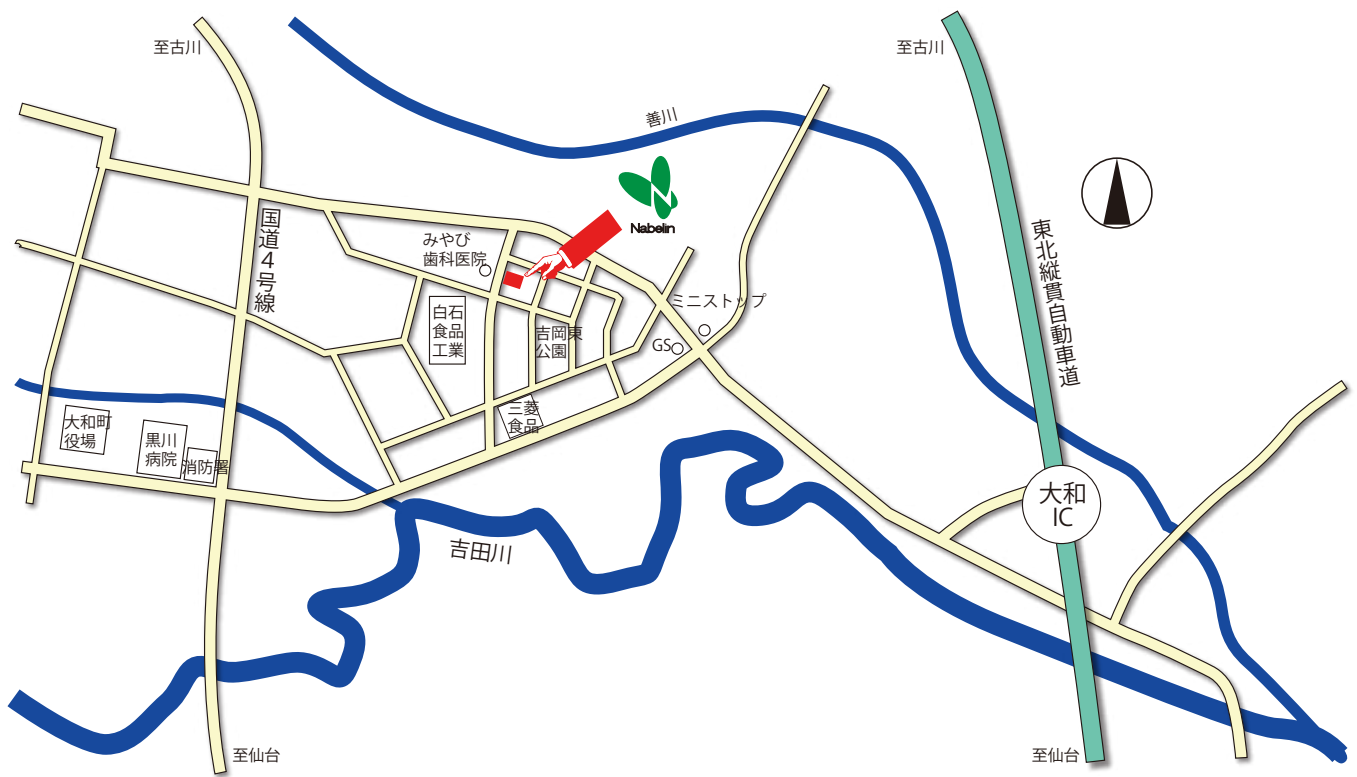 至古川
至古川
善川
Nabelin
国道4号線
みやび
歯科医院
東北縦貫自動車道
ミニストップ
白石
食品
工業
吉岡東
公園
GS
三菱
食品
大和町
役場
黒川
病院
消防署
大和
IC
吉田川
至仙台
至仙台